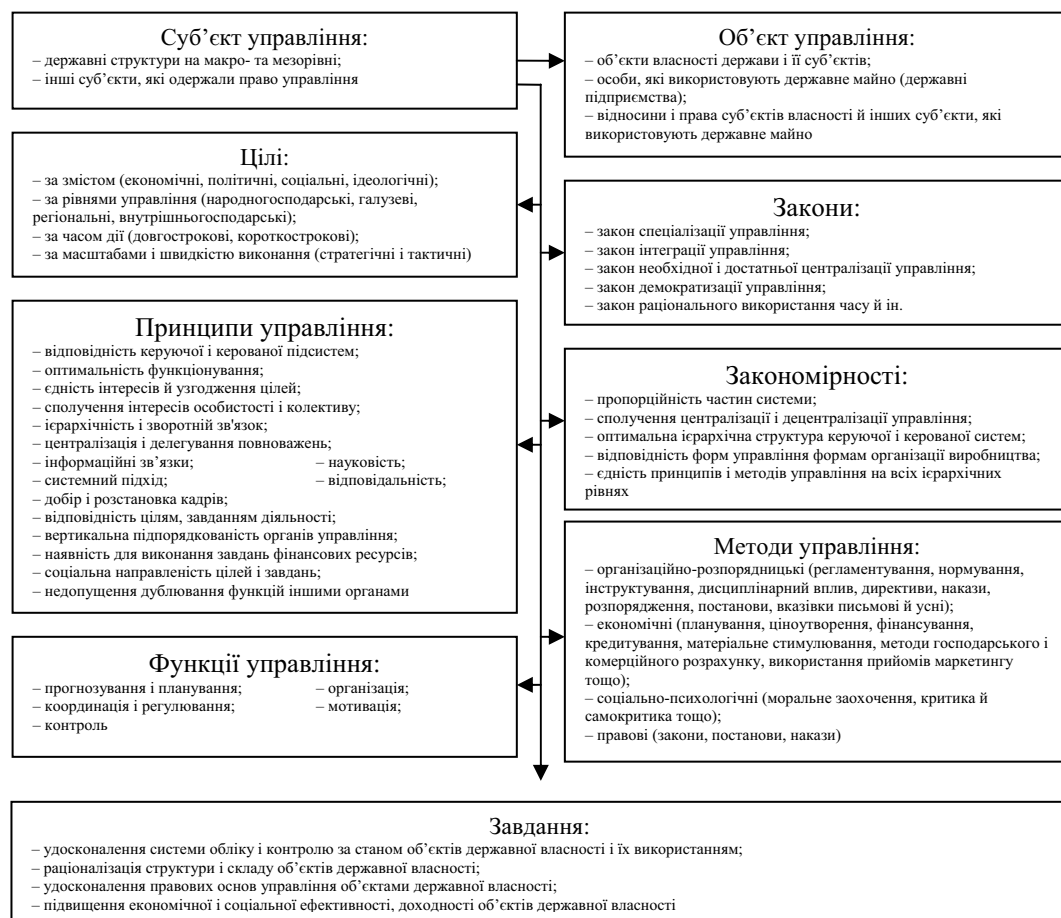 Суб’єкт управління:
– державні структури на макро- та мезорівні;
– інші суб’єкти, які одержали право управління
Об’єкт управління:
– об’єкти власності держави і її суб’єктів;
– особи, які використовують державне майно (державні
підприємства);
– відносини і права суб’єктів власності й інших суб’єкти, які
використовують державне майно
Цілі:
– за змістом (економічні, політичні, соціальні, ідеологічні);
– за рівнями управління (народногосподарські, галузеві,
регіональні, внутрішньогосподарські);
– за часом дії (довгострокові, короткострокові);
– за масштабами і швидкістю виконання (стратегічні і тактичні)
Закони:
– закон спеціалізації управління;
– закон інтеграції управління;
– закон необхідної і достатньої централізації управління;
– закон демократизації управління;
– закон раціонального використання часу й ін.
Принципи управління:
– відповідність керуючої і керованої підсистем;
– оптимальність функціонування;
– єдність інтересів й узгодження цілей;
– сполучення інтересів особистості і колективу;
– ієрархічність і зворотній зв'язок;
– централізація і делегування повноважень;
– інформаційні зв’язки; – науковість;
– системний підхід; – відповідальність;
– добір і розстановка кадрів;
– відповідність цілям, завданням діяльності;
– вертикальна підпорядкованість органів управління;
– наявність для виконання завдань фінансових ресурсів;
– соціальна направленість цілей і завдань;
– недопущення дублювання функцій іншими органами
Закономірності:
– пропорційність частин системи;
– сполучення централізації і децентралізації управління;
– оптимальна ієрархічна структура керуючої і керованої систем;
– відповідність форм управління формам організації виробництва;
– єдність принципів і методів управління на всіх ієрархічних
рівнях
Методи управління:
– організаційно-розпорядницькі (регламентування, нормування,
інструктування, дисциплінарний вплив, директиви, накази,
розпорядження, постанови, вказівки письмові й усні);
– економічні (планування, ціноутворення, фінансування,
кредитування, матеріальне стимулювання, методи господарського і
комерційного розрахунку, використання прийомів маркетингу
тощо);
– соціально-психологічні (моральне заохочення, критика й
самокритика тощо);
– правові (закони, постанови, накази)
Функції управління:
– прогнозування і планування; – організація;
– координація і регулювання; – мотивація;
– контроль
Завдання:
– удосконалення системи обліку і контролю за станом об’єктів державної власності і їх використанням;
– раціоналізація структури і складу об’єктів державної власності;
– удосконалення правових основ управління об’єктами державної власності;
– підвищення економічної і соціальної ефективності, доходності об’єктів державної власності